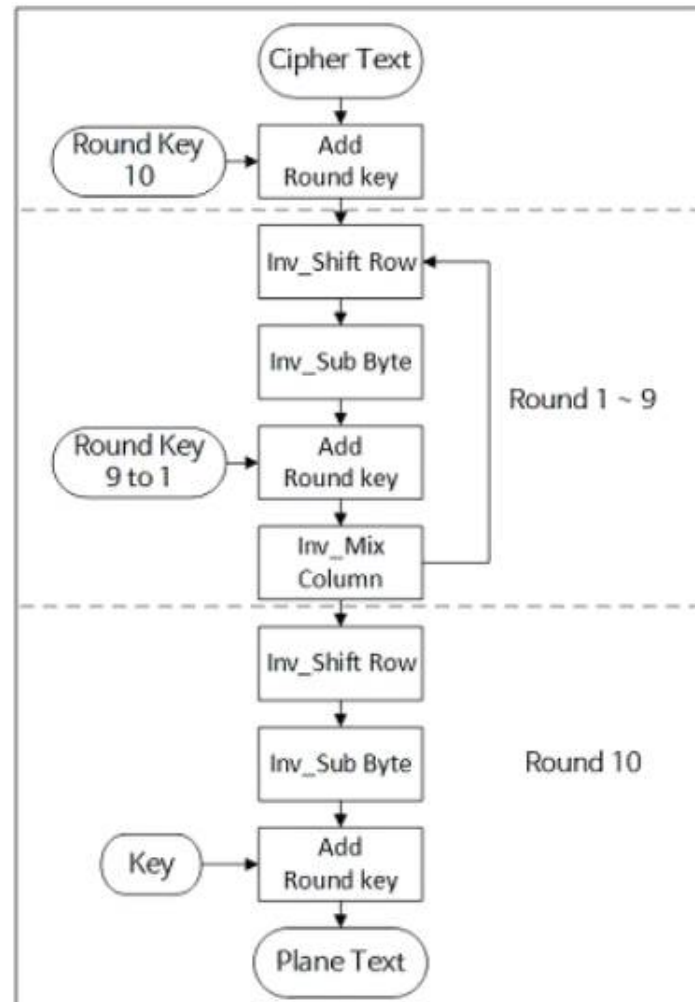 Cipher Text
Round Key
10
Add
Round key
Inv_Shift Row
Inv_Sub Byte
Round 1 ~ 9
Round Key
9 to 1
Add
Round key
Inv_Mix
Column
Inv_Shift Row
Inv_Sub Byte
Round 10
Key
Add
Round key
Plane Text